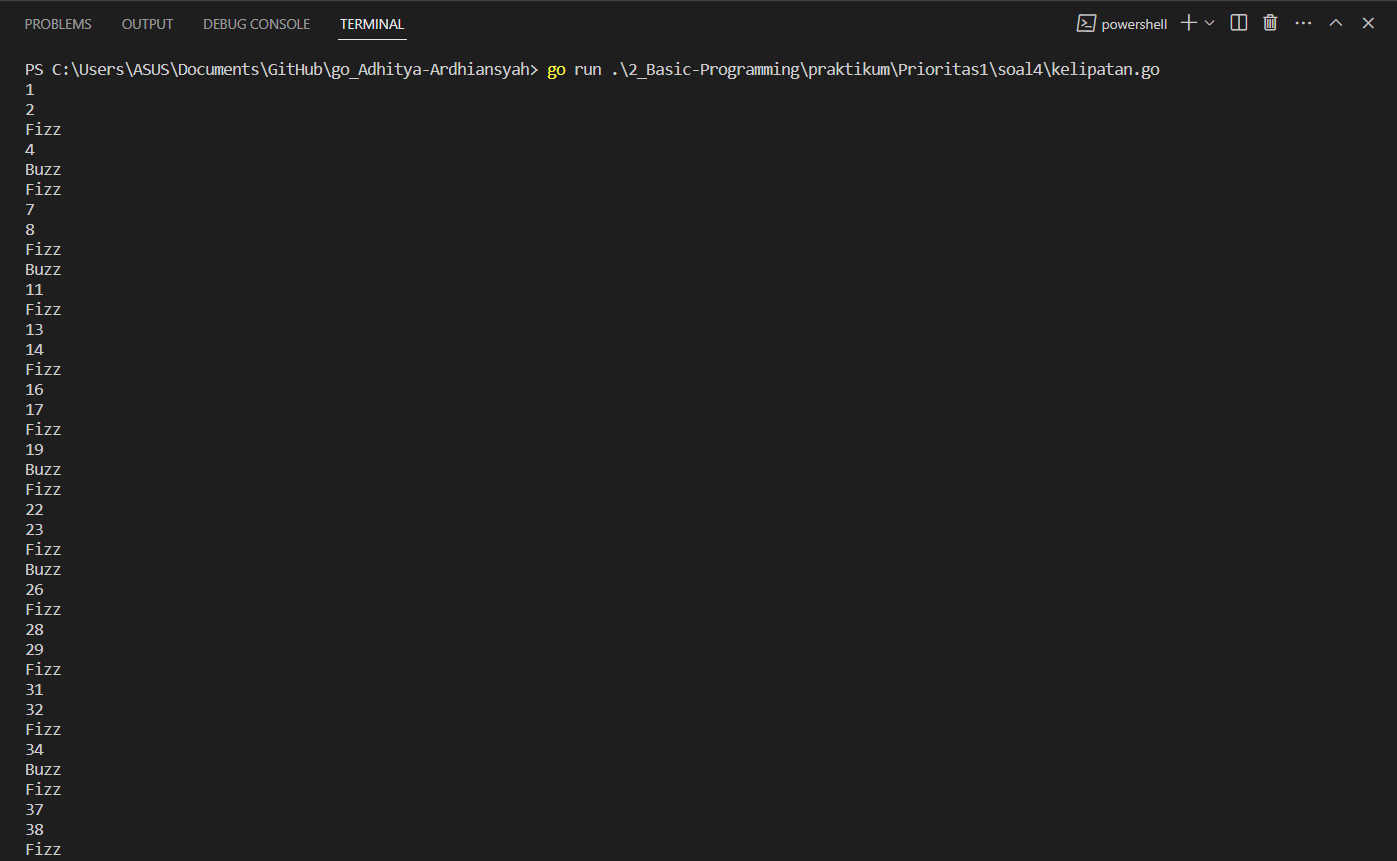 PROBLEMS OUTPUT DEBUG CONSOLE TERMINAL powershell
PS C:\Users\ASUS\Documents\GitHub\go_Adhitya-Ardhiansyah> go run .\2_Basic-Programming\praktikum\Prioritas1\soal4\kelipatan.go
1
2
Fizz
4
Buzz
Fizz
7
8
Fizz
Buzz
11
Fizz
13
14
Fizz
16
17
Fizz
19
Buzz
Fizz
22
23
Fizz
Buzz
26
Fizz
28
29
Fizz
31
32
Fizz
34
Buzz
Fizz
37
38
Fizz